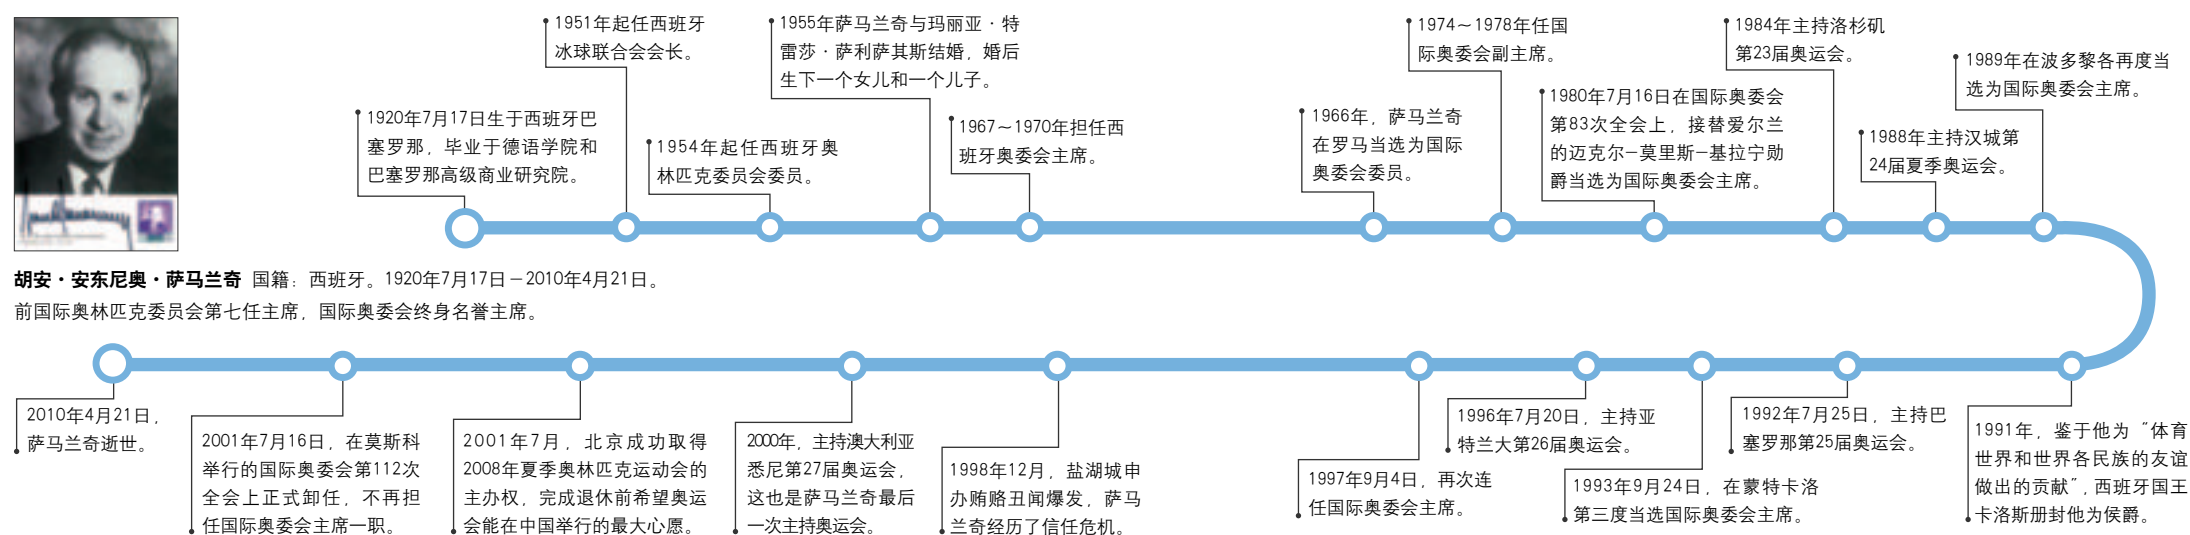 胡安·安东尼奥·萨马兰奇 国籍：西班牙。1920年7月17日－2010年4月21日。
前国际奥林匹克委员会第七任主席，国际奥委会终身名誉主席。
1920年7月17日生于西班牙巴
塞罗那，毕业于德语学院和
巴塞罗那高级商业研究院。
1951年起任西班牙
冰球联合会会长。
1954年起任西班牙奥
林匹克委员会委员。
1955年萨马兰奇与玛丽亚·特
雷莎·萨利萨其斯结婚，婚后
生下一个女儿和一个儿子。
1967～1970年担任西
班牙奥委会主席。
1966年，萨马兰奇
在罗马当选为国际
奥委会委员。
1974～1978年任国
际奥委会副主席。
1980年7月16日在国际奥委会
第83次全会上，接替爱尔兰
的迈克尔－莫里斯－基拉宁勋
爵当选为国际奥委会主席。
1984年主持洛杉矶
第23届奥运会。
1988年主持汉城第
24届夏季奥运会。
1989年在波多黎各再度当
选为国际奥委会主席。
1991年，鉴于他为“体育
世界和世界各民族的友谊
做出的贡献”，西班牙国王
卡洛斯册封他为侯爵。
1992年7月25日，主持巴
塞罗那第25届奥运会。
1993年9月24日，在蒙特卡洛
第三度当选国际奥委会主席。
1996年7月20日，主持亚
特兰大第26届奥运会。
1997年9月4日，再次连
任国际奥委会主席。
1998年12月，盐湖城申
办贿赂丑闻爆发，萨马
兰奇经历了信任危机。
2000年，主持澳大利亚
悉尼第27届奥运会，
这也是萨马兰奇最后
一次主持奥运会。
2001年7月，北京成功取得
2008年夏季奥林匹克运动会的
主办权，完成退休前希望奥运
会能在中国举行的最大心愿。
2001年7月16日，在莫斯科
举行的国际奥委会第112次
全会上正式卸任，不再担
任国际奥委会主席一职。
2010年4月21日，
萨马兰奇逝世。